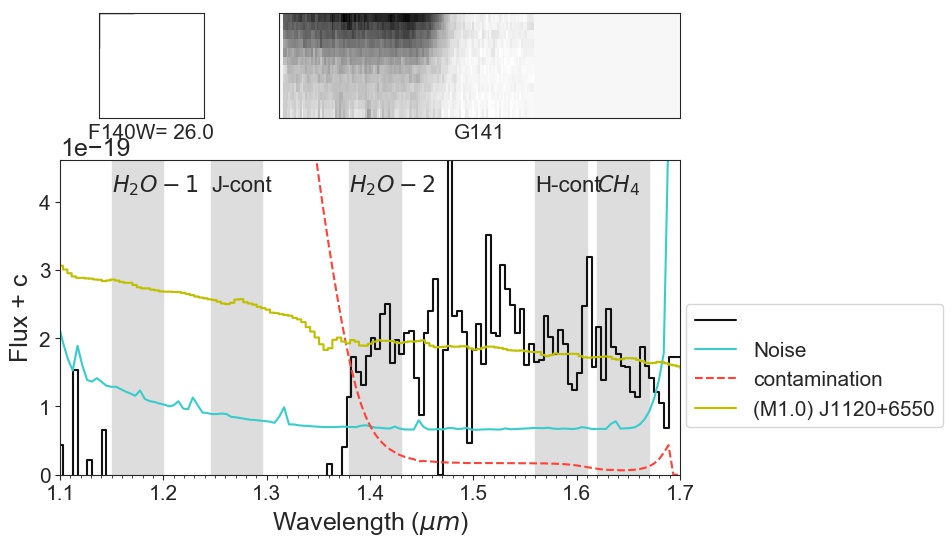 F140W= 26.0
G141
1e−19
H₂O − 1 J-cont H₂O − 2 H-cont CH₄
4
3
2
1
0
Flux + c
1.1 1.2 1.3 1.4 1.5 1.6 1.7
Wavelength (μm)
Noise
contamination
(M1.0) J1120+6550